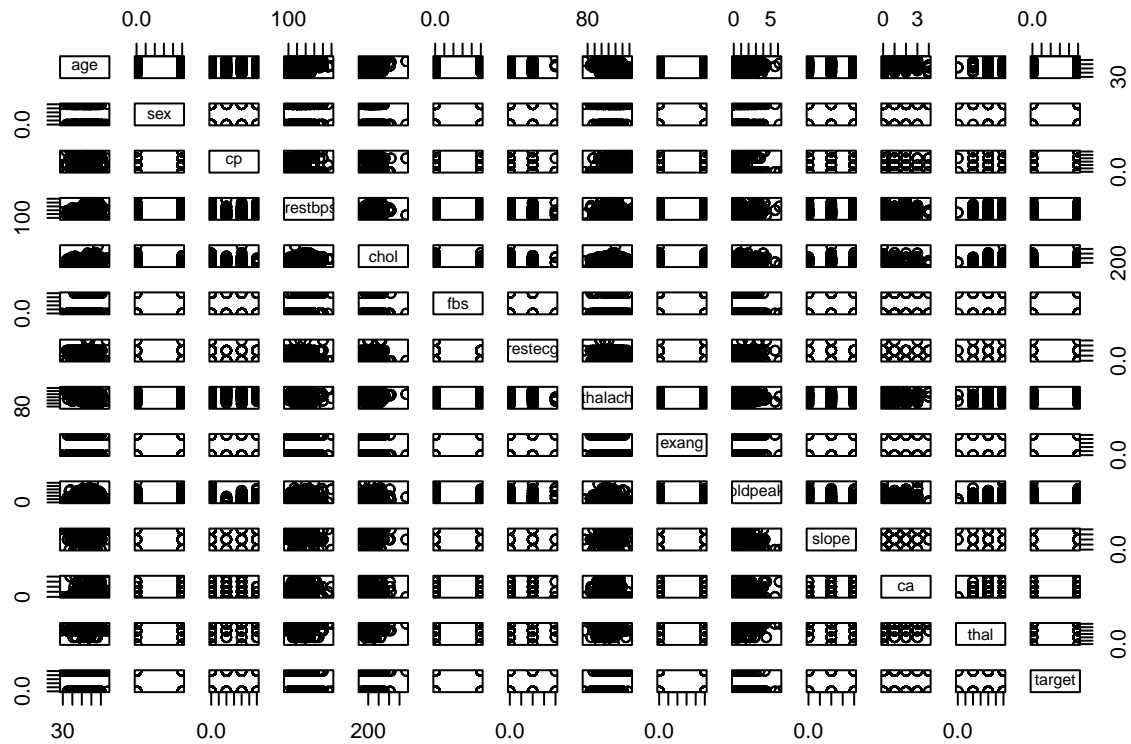 0.0 100 0.0 80 0 5 0 3 0.0
age 30
0.0 sex
cp 0.0
100 restbps
chol 200
0.0 fbs
restecg 0.0
80 thalach
exang 0.0
0 oldpeak
slope 0.0
0 ca
thal 0.0
0.0 target
30 0.0 200 0.0 0.0 0.0 0.0